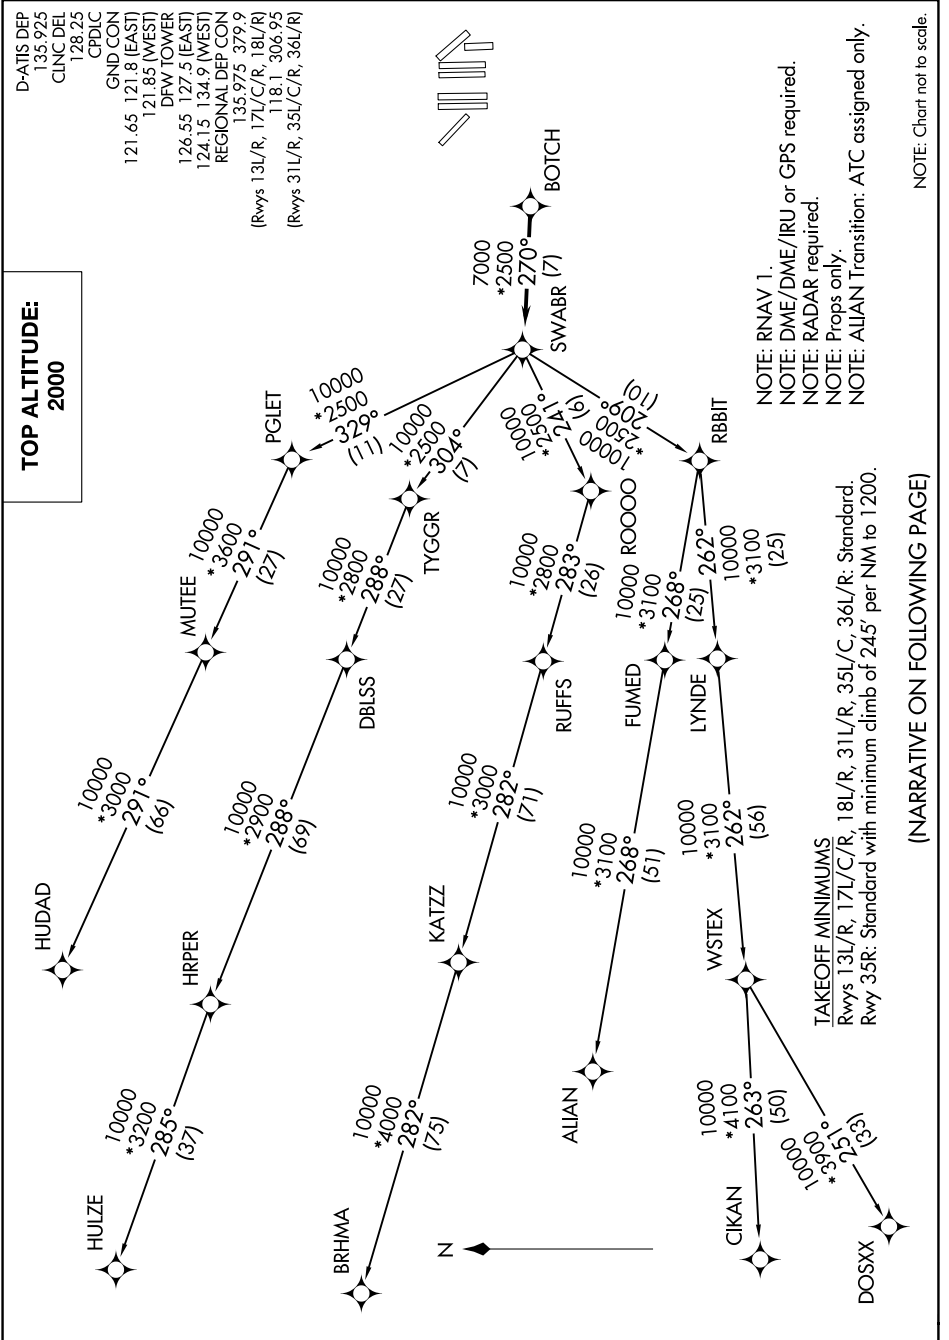 TOP ALTITUDE:
2000
D-ATIS DEP
135.925
CLNC DEL
128.25
CPDLC
GND CON
121.65 121.8 (EAST)
121.85 (WEST)
DFW TOWER
126.55 127.5 (EAST)
124.15 134.9 (WEST)
REGIONAL DEP CON
135.975 379.9
(Rwys 13L/R, 17L/C/R, 18L/R)
118.1 306.95
(Rwys 31L/R, 35L/C/R, 36L/R)
BOTCH
7000
*2500
270°
(7)
SWABR
10000
*2500
329°
(11)
PGLET
10000
*3600
291°
(27)
MUTEE
10000
*3000
291°
(66)
HUDAD
10000
*2500
304°
(7)
TYGGR
10000
*2800
288°
(27)
DBLSS
10000
*2900
288°
(69)
HRPER
10000
*3200
285°
(37)
HULZE
10000
*2500
241°
(6)
ROOOO
10000
*2800
283°
(26)
RUFFS
10000
*3000
282°
(71)
KATZZ
10000
*4000
282°
(75)
BRHMA
10000
*2500
209°
(10)
RBBIT
10000
*3100
268°
(25)
FUMED
10000
*3100
268°
(51)
ALIAN
262°
10000
*3100
(25)
LYNDE
10000
*3100
262°
(56)
WSTEX
10000
*4100
263°
(50)
CIKAN
10000
*3900
251°
(33)
DOSXX
N
NOTE: RNAV 1.
NOTE: DME/DME/IRU or GPS required.
NOTE: RADAR required.
NOTE: Props only.
NOTE: ALIAN Transition: ATC assigned only.
TAKEOFF MINIMUMS
Rwys 13L/R, 17L/C/R, 18L/R, 31L/R, 35L/C, 36L/R: Standard.
Rwy 35R: Standard with minimum climb of 245' per NM to 1200.
(NARRATIVE ON FOLLOWING PAGE)
NOTE: Chart not to scale.